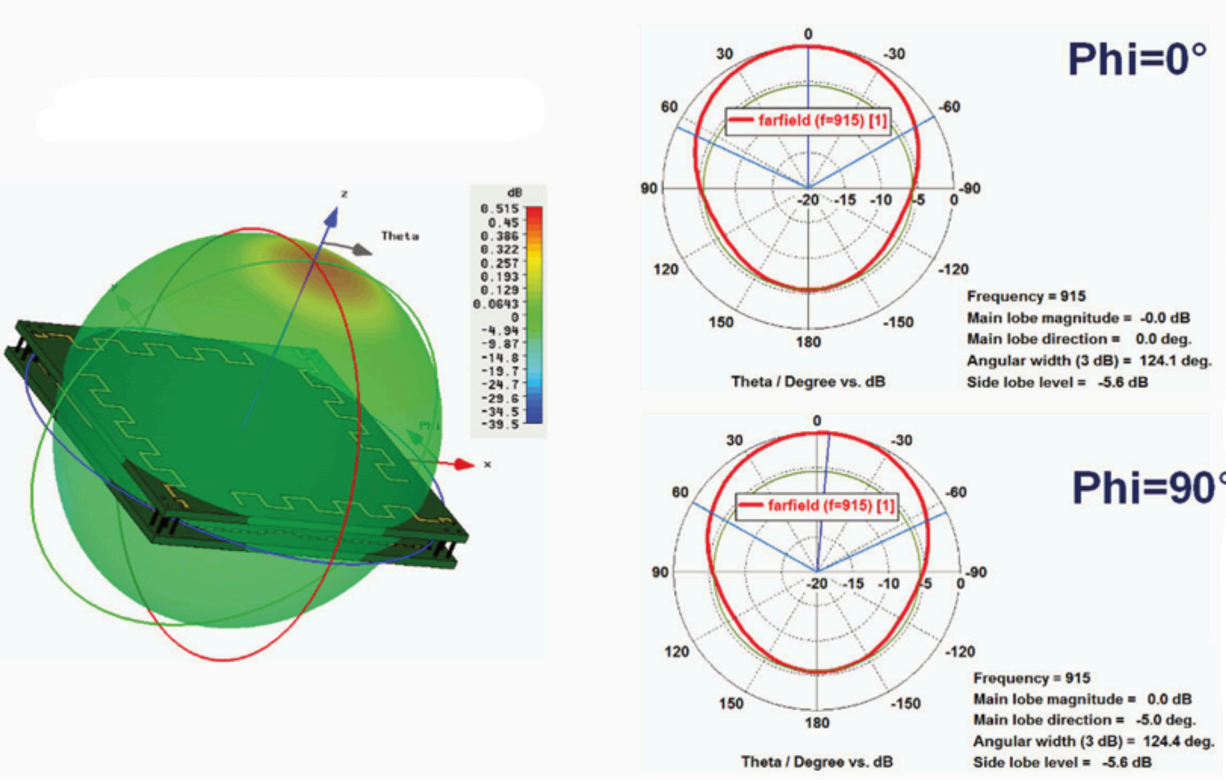 z
Theta
Phi
x
dB
0.515
0.45
0.386
0.322
0.257
0.193
0.129
0.0643
0
-4.94
-9.87
-14.8
-19.7
-24.7
-29.6
-34.5
-39.5
Phi=0°
0
30
-30
60
-60
farfield (f=915) [1]
90
-20 -15 -10 -5 0
-90
120
-120
150
-150
180
Theta / Degree vs. dB
Frequency = 915
Main lobe magnitude = -0.0 dB
Main lobe direction = 0.0 deg.
Angular width (3 dB) = 124.1 deg.
Side lobe level = -5.6 dB
Phi=90°
0
30
-30
60
-60
farfield (f=915) [1]
90
-20 -15 -10 -5 0
-90
120
-120
150
-150
180
Theta / Degree vs. dB
Frequency = 915
Main lobe magnitude = 0.0 dB
Main lobe direction = -5.0 deg.
Angular width (3 dB) = 124.4 deg.
Side lobe level = -5.6 dB